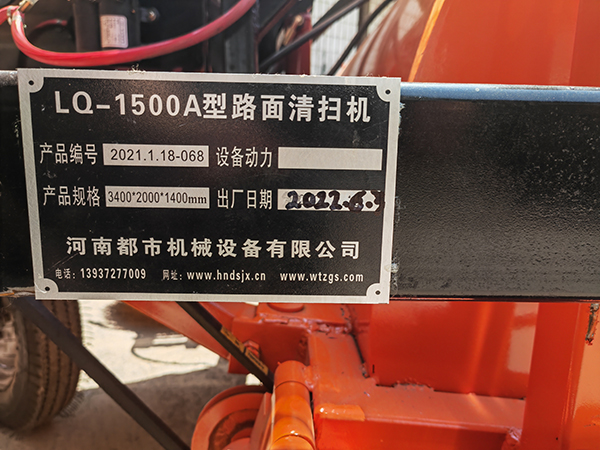 LQ-1500A型路面清扫机
产品编号 2021.1.18-068 设备动力
产品规格 3400*2000*1400mm 出厂日期 2022.6.
河南都市机械设备有限公司
电话：13937277009 网址：www.hndsjx.cn www.wtzgs.com